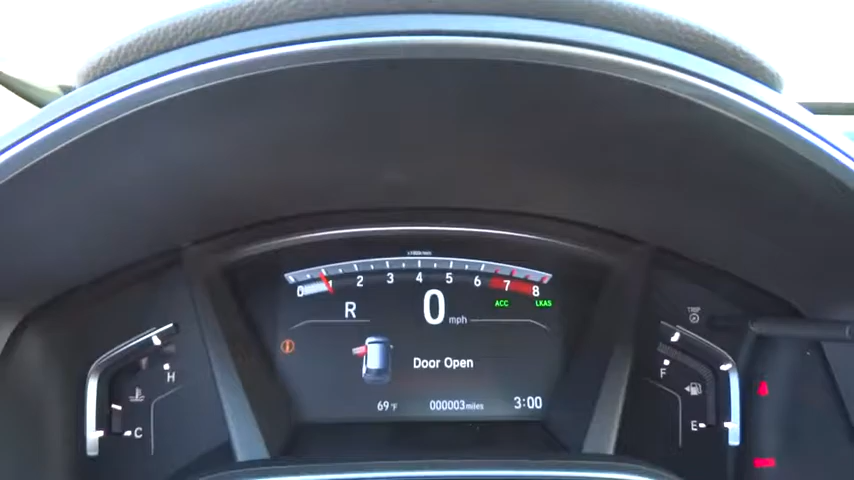 x1000r/min
0 1 2 3 4 5 6 7 8
R
0
mph
ACC
LKAS
TRIP
H
C
F
E
Door Open
69°F
000003miles
3:00